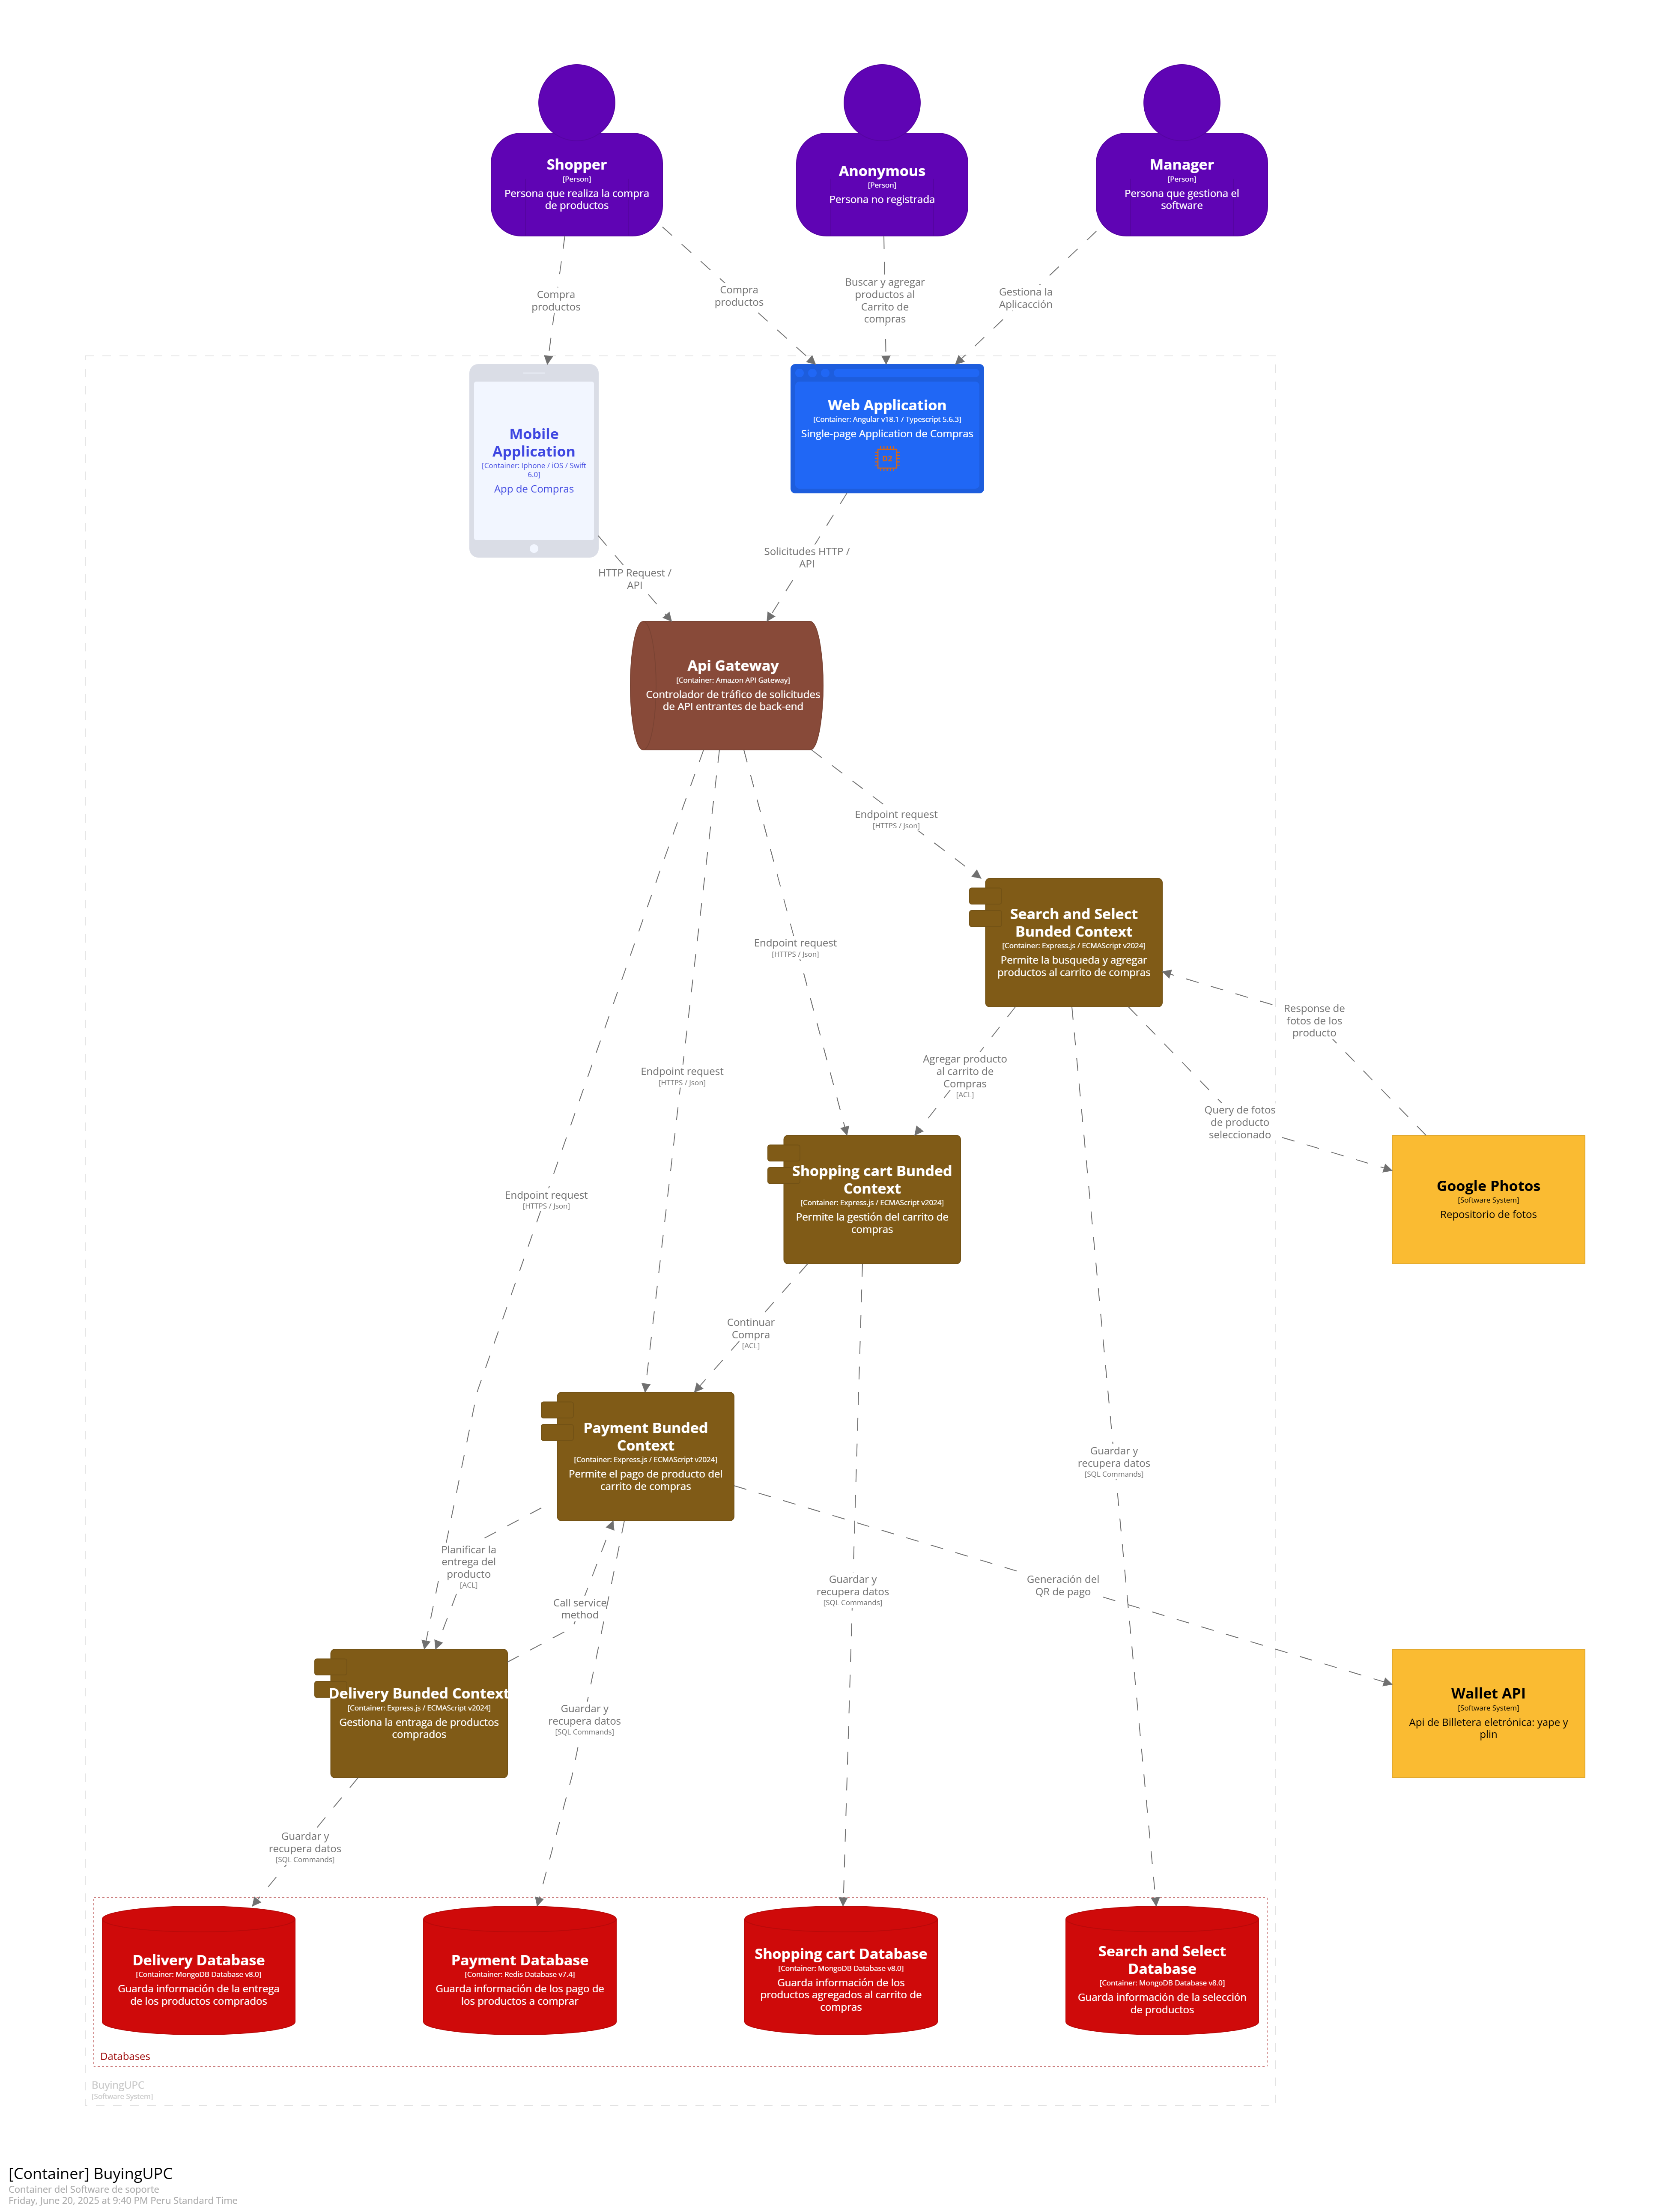 Shopper
[Person]
Persona que realiza la compra
de productos
Anonymous
[Person]
Persona no registrada
Manager
[Person]
Persona que gestiona el
software
Compra
productos
Compra
productos
Buscar y agregar
productos al
Carrito de
compras
Gestiona la
Aplicacción
Mobile
Application
[Container: Iphone / iOS / Swift
6.0]
App de Compras
Web Application
[Container: Angular v18.1 / Typescript 5.6.3]
Single-page Application de Compras
D2
HTTP Request /
API
Solicitudes HTTP /
API
Api Gateway
[Container: Amazon API Gateway]
Controlador de tráfico de solicitudes
de API entrantes de back-end
Endpoint request
[HTTPS / Json]
Search and Select
Bunded Context
[Container: Express.js / ECMAScript v2024]
Permite la busqueda y agregar
productos al carrito de compras
Endpoint request
[HTTPS / Json]
Response de
fotos de los
producto
Agregar producto
al carrito de
Compras
[ACL]
Endpoint request
[HTTPS / Json]
Query de fotos
de producto
seleccionado
Shopping cart Bunded
Context
[Container: Express.js / ECMAScript v2024]
Permite la gestión del carrito de
compras
Google Photos
[Software System]
Repositorio de fotos
Endpoint request
[HTTPS / Json]
Continuar
Compra
[ACL]
Payment Bunded
Context
[Container: Express.js / ECMAScript v2024]
Permite el pago de producto del
carrito de compras
Guardar y
recupera datos
[SQL Commands]
Planificar la
entrega del
producto
[ACL]
Call service
method
Guardar y
recupera datos
[SQL Commands]
Generación del
QR de pago
Delivery Bunded Context
[Container: Express.js / ECMAScript v2024]
Gestiona la entraga de productos
comprados
Guardar y
recupera datos
[SQL Commands]
Wallet API
[Software System]
Api de Billetera eletrónica: yape y
plin
Guardar y
recupera datos
[SQL Commands]
Delivery Database
[Container: MongoDB Database v8.0]
Guarda información de la entrega
de los productos comprados
Payment Database
[Container: Redis Database v7.4]
Guarda información de los pago de
los productos a comprar
Shopping cart Database
[Container: MongoDB Database v8.0]
Guarda información de los
productos agregados al carrito de
compras
Search and Select
Database
[Container: MongoDB Database v8.0]
Guarda información de la selección
de productos
Databases
BuyingUPC
[Software System]
[Container] BuyingUPC
Container del Software de soporte
Friday, June 20, 2025 at 9:40 PM Peru Standard Time